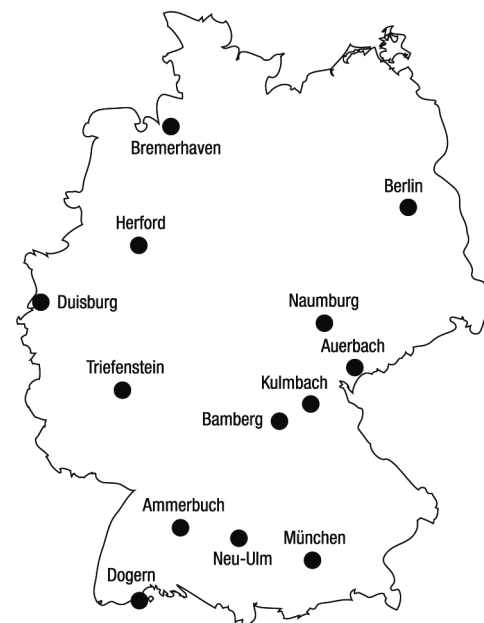 Bremerhaven
Berlin
Herford
Duisburg
Naumburg
Auerbach
Triefenstein
Kulmbach
Bamberg
Ammerbuch
Neu-Ulm
München
Dogern